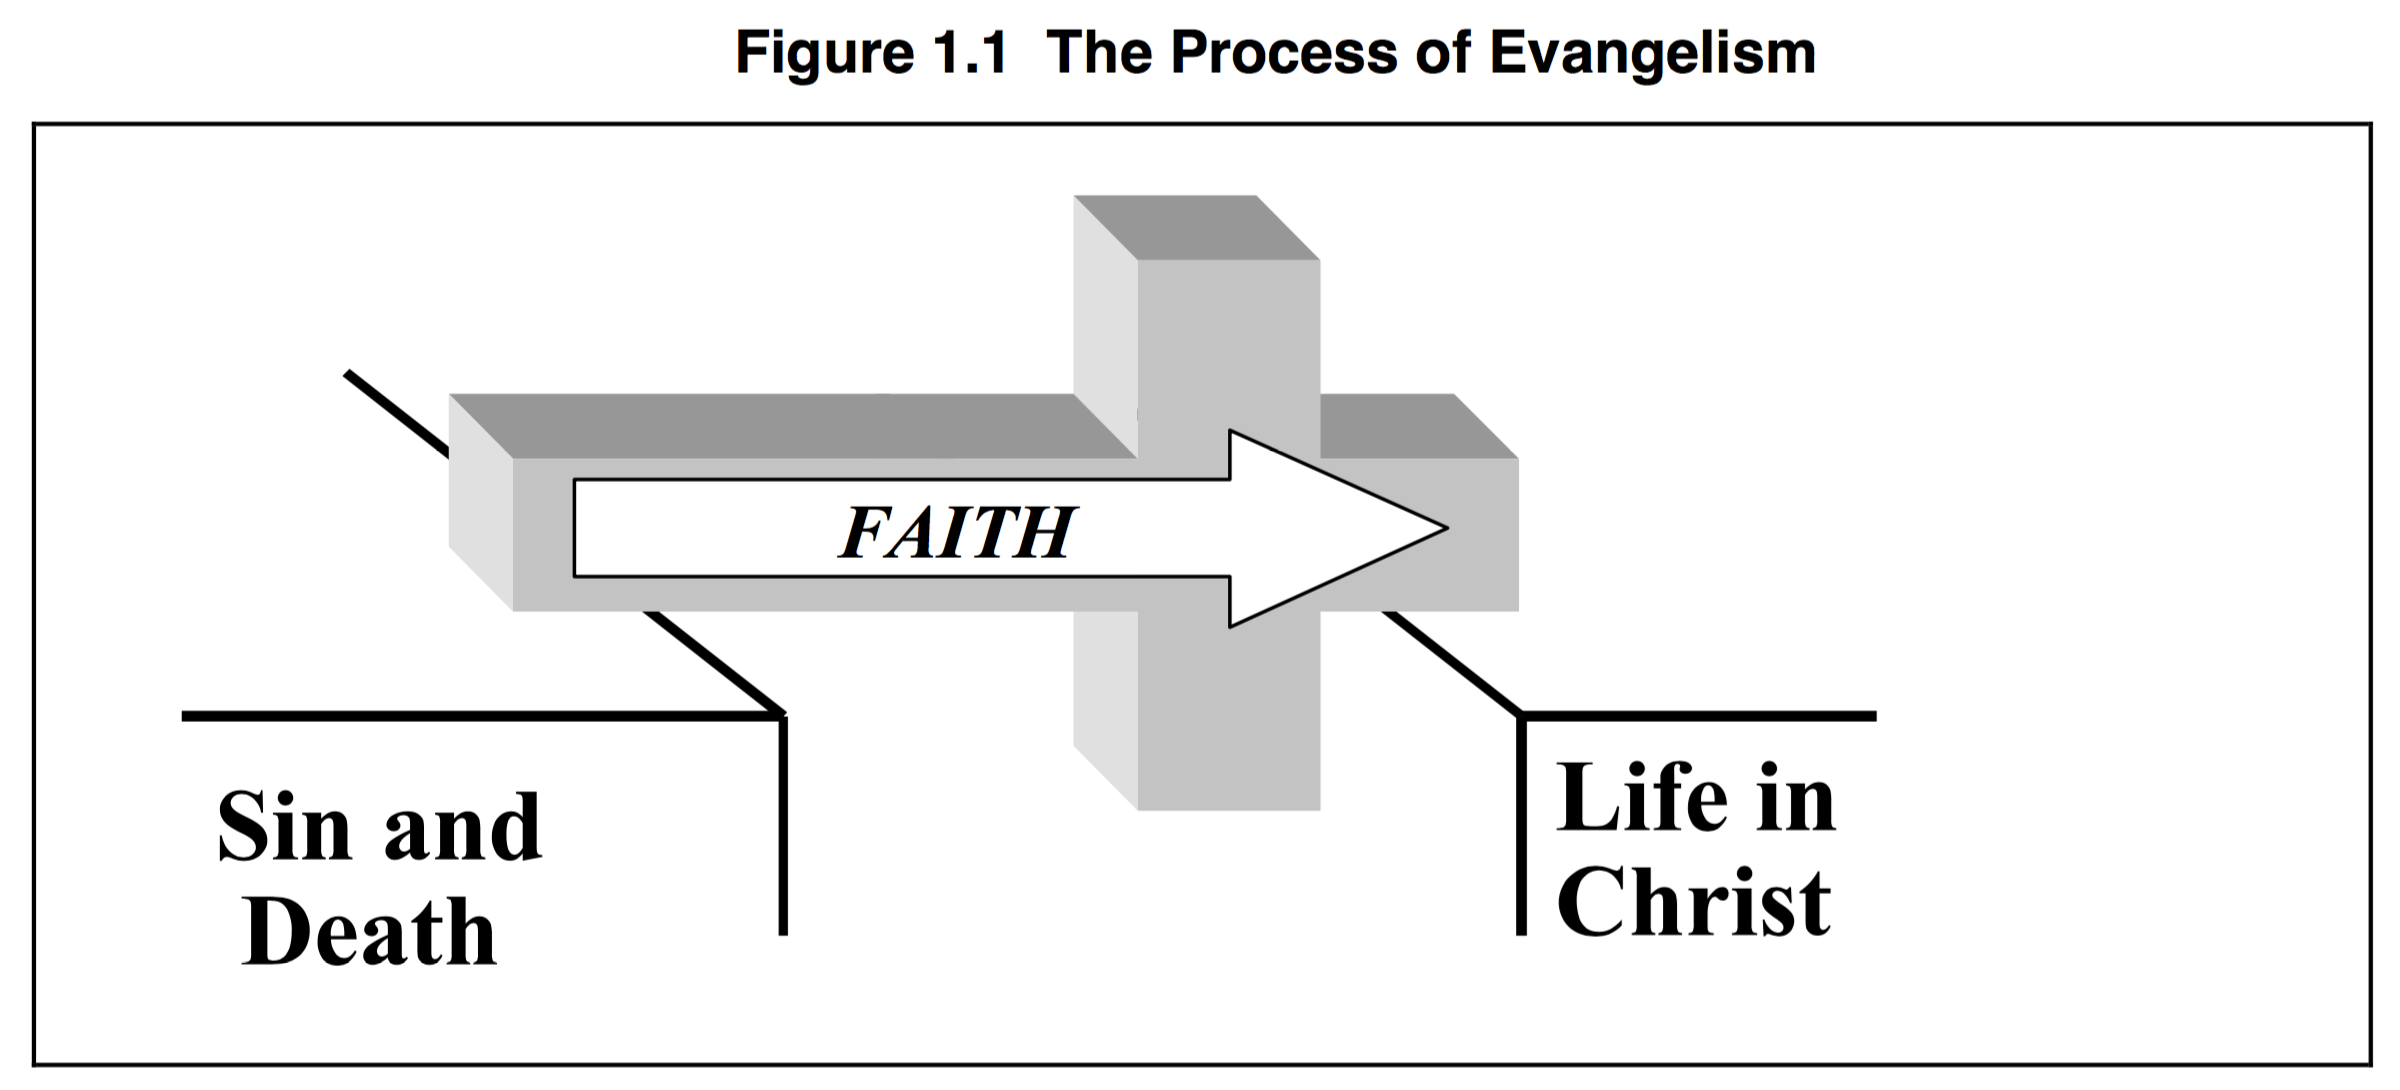 Figure 1.1 The Process of Evangelism
FAITH
Sin and
Death
Life in
Christ